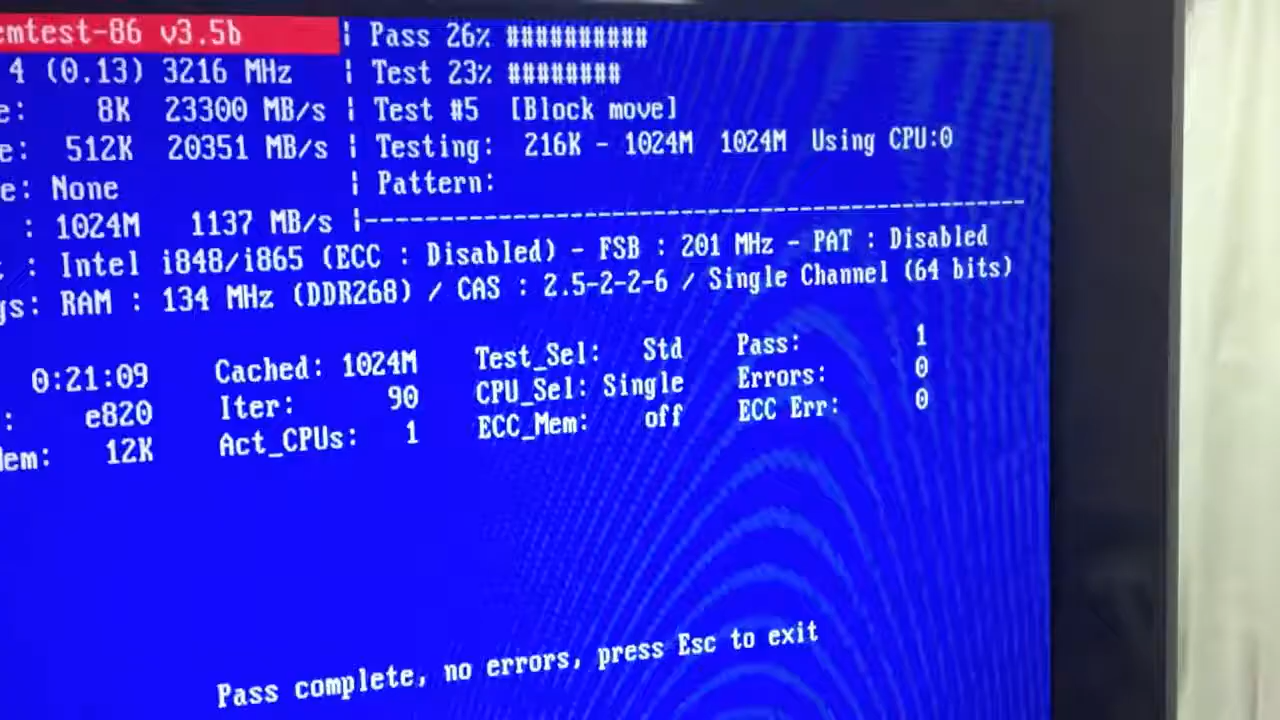 emtest-86 v3.5b | Pass 26% ##########
4 (0.13) 3216 MHz | Test 23% ########
e: 8K 23300 MB/s | Test #5 [Block move]
e: 512K 20351 MB/s | Testing: 216K - 1024M 1024M Using CPU:0
e: None | Pattern:
: 1024M 1137 MB/s |-------------------------------------------------
: Intel i848/i865 (ECC : Disabled) - FSB : 201 MHz - PAT : Disabled
gs: RAM : 134 MHz (DDR268) / CAS : 2.5-2-2-6 / Single Channel (64 bits)
0:21:09 Cached: 1024M Test_Sel: Std Pass: 1
: e820 Iter: 90 CPU_Sel: Single Errors: 0
em: 12K Act_CPUs: 1 ECC_Mem: off ECC Err: 0
Pass complete, no errors, press Esc to exit